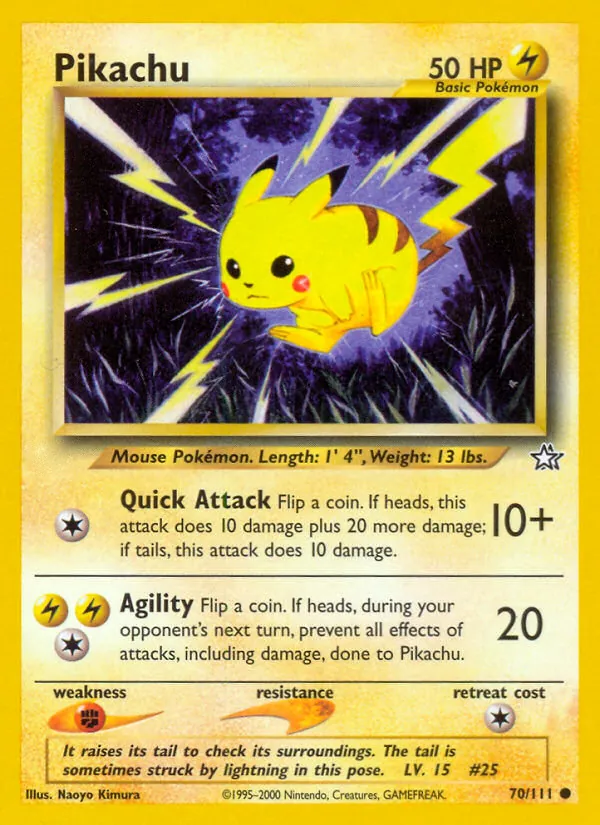 Pikachu
50 HP
Basic Pokémon
Mouse Pokémon. Length: 1' 4", Weight: 13 lbs.
Quick Attack Flip a coin. If heads, this
attack does 10 damage plus 20 more damage;
if tails, this attack does 10 damage.
10+
Agility Flip a coin. If heads, during your
opponent's next turn, prevent all effects of
attacks, including damage, done to Pikachu.
20
weakness
resistance
retreat cost
It raises its tail to check its surroundings. The tail is
sometimes struck by lightning in this pose. LV. 15 #25
Illus. Naoyo Kimura
©1995-2000 Nintendo, Creatures, GAMEFREAK.
70/111